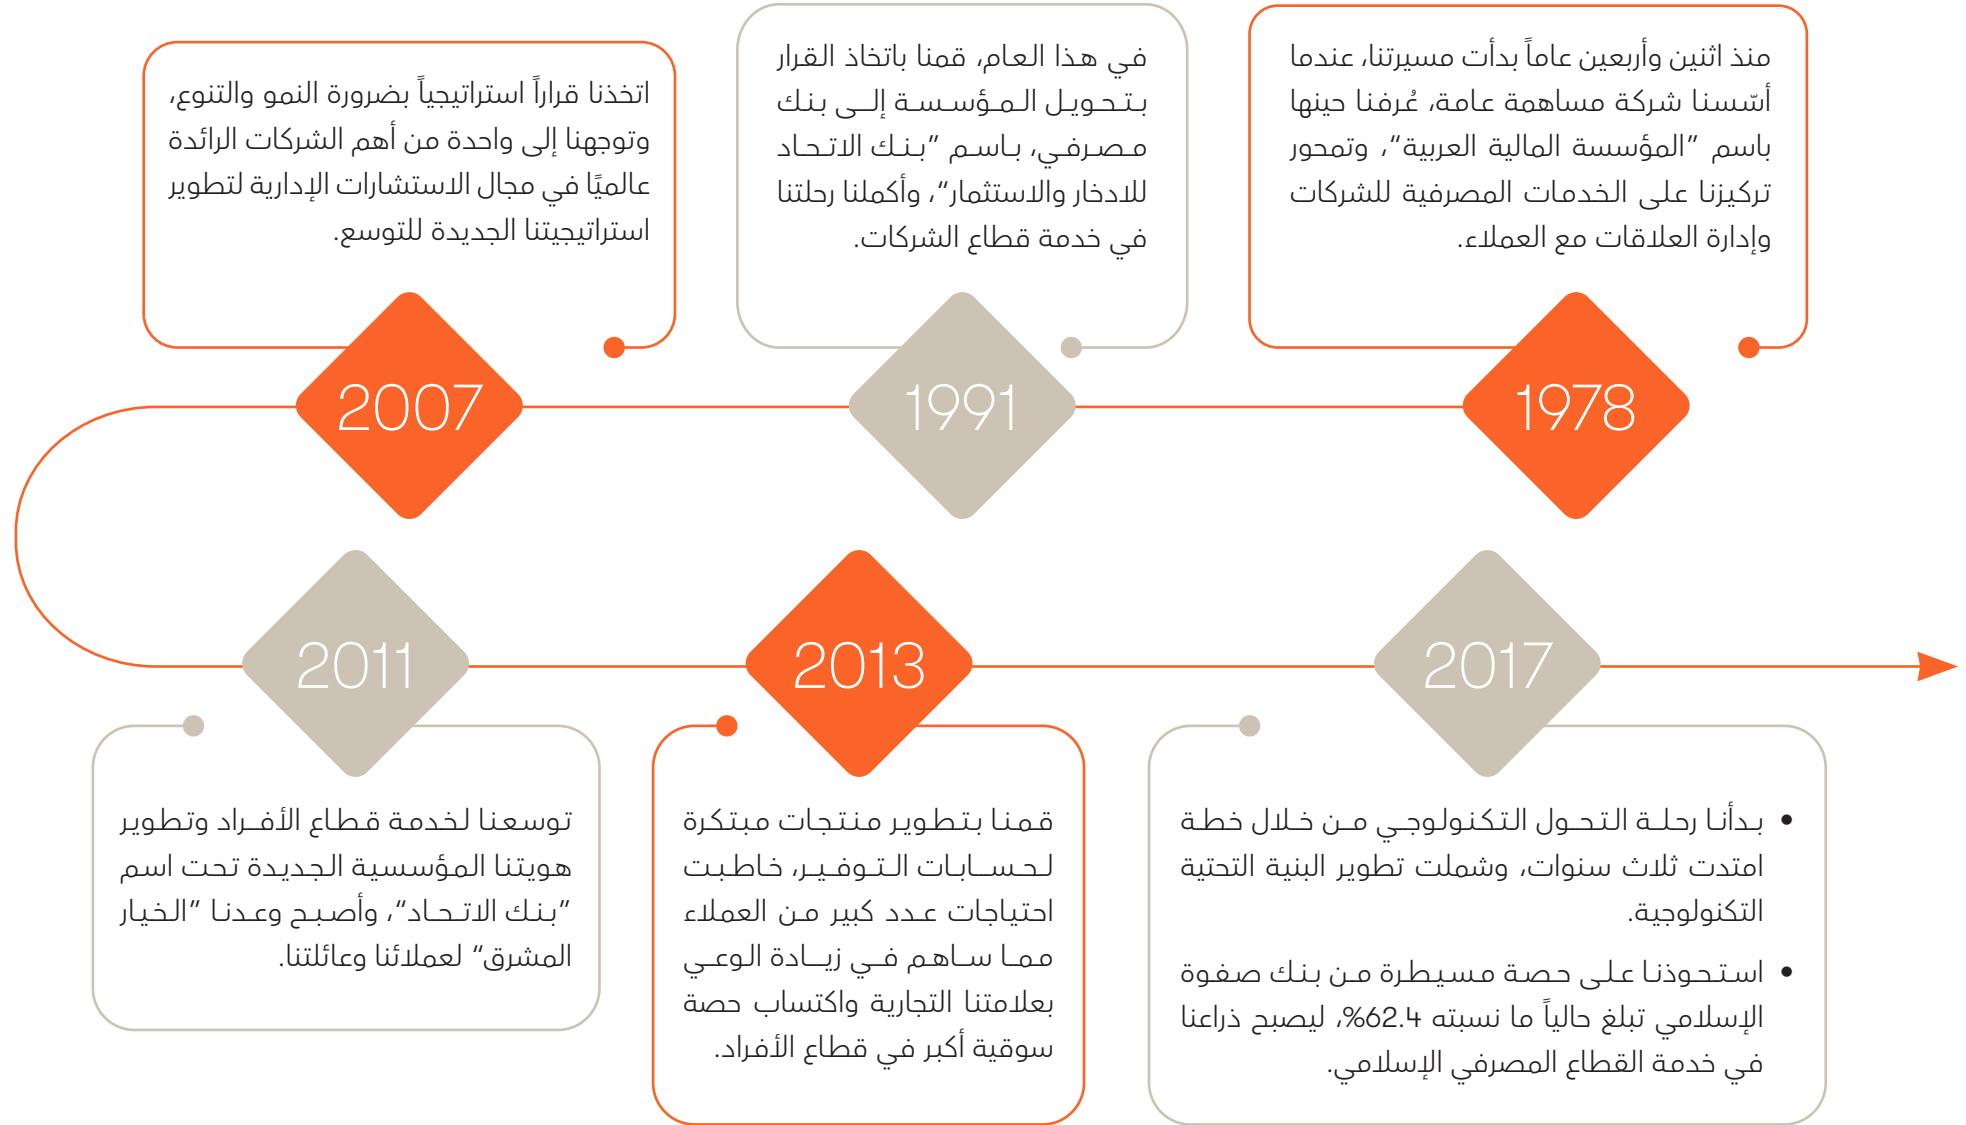 منذ اثنين وأربعين عاماً بدأت مسيرتنا، عندما
أسّسنا شركة مساهمة عامة، عُرفنا حينها
باسم "المؤسسة المالية العربية"، وتمحور
تركيزنا على الخدمات المصرفية للشركات
وإدارة العلاقات مع العملاء.
1978
في هذا العام، قمنا باتخاذ القرار
بتحويل المؤسسة إلى بنك
مصرفي، باسم "بنك الاتحاد
للادخار والاستثمار"، وأكملنا رحلتنا
في خدمة قطاع الشركات.
1991
اتخذنا قراراً استراتيجياً بضرورة النمو والتنوع،
وتوجهنا إلى واحدة من أهم الشركات الرائدة
عالميًا في مجال الاستشارات الإدارية لتطوير
استراتيجيتنا الجديدة للتوسع.
2007
2011
توسعنا لخدمة قطاع الأفراد وتطوير
هويتنا المؤسسية الجديدة تحت اسم
"بنك الاتحاد"، وأصبح وعدنا "الخيار
المشرق" لعملائنا وعائلتنا.
2013
قمنا بتطوير منتجات مبتكرة
لحسابات التوفير، خاطبت
احتياجات عدد كبير من العملاء
مما ساهم في زيادة الوعي
بعلامتنا التجارية واكتساب حصة
سوقية أكبر في قطاع الأفراد.
2017
• بدأنا رحلة التحول التكنولوجي من خلال خطة
امتدت ثلاث سنوات، وشملت تطوير البنية التحتية
التكنولوجية.
• استحوذنا على حصة مسيطرة من بنك صفوة
الإسلامي تبلغ حالياً ما نسبته 62.4%، ليصبح ذراعنا
في خدمة القطاع المصرفي الإسلامي.